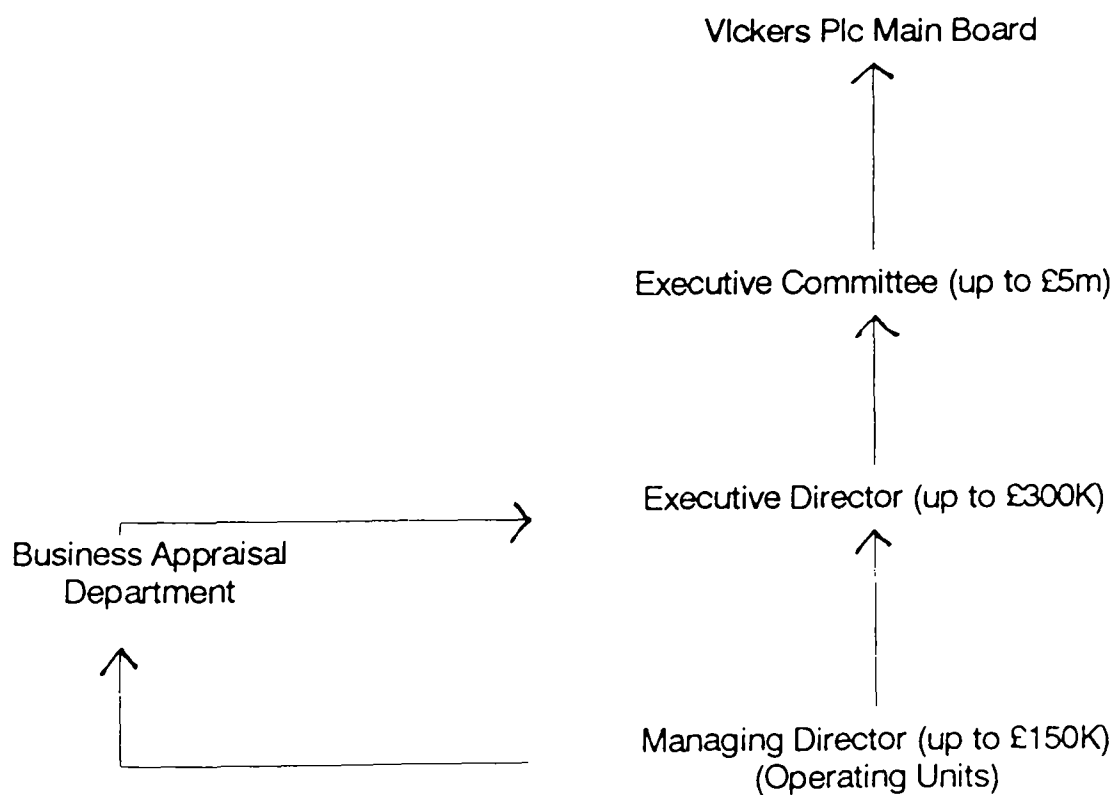 VIckers Plc Main Board
Executive Committee (up to £5m)
Executive Director (up to £300K)
Business Appraisal
Department
Managing Director (up to £150K)
(Operating Units)